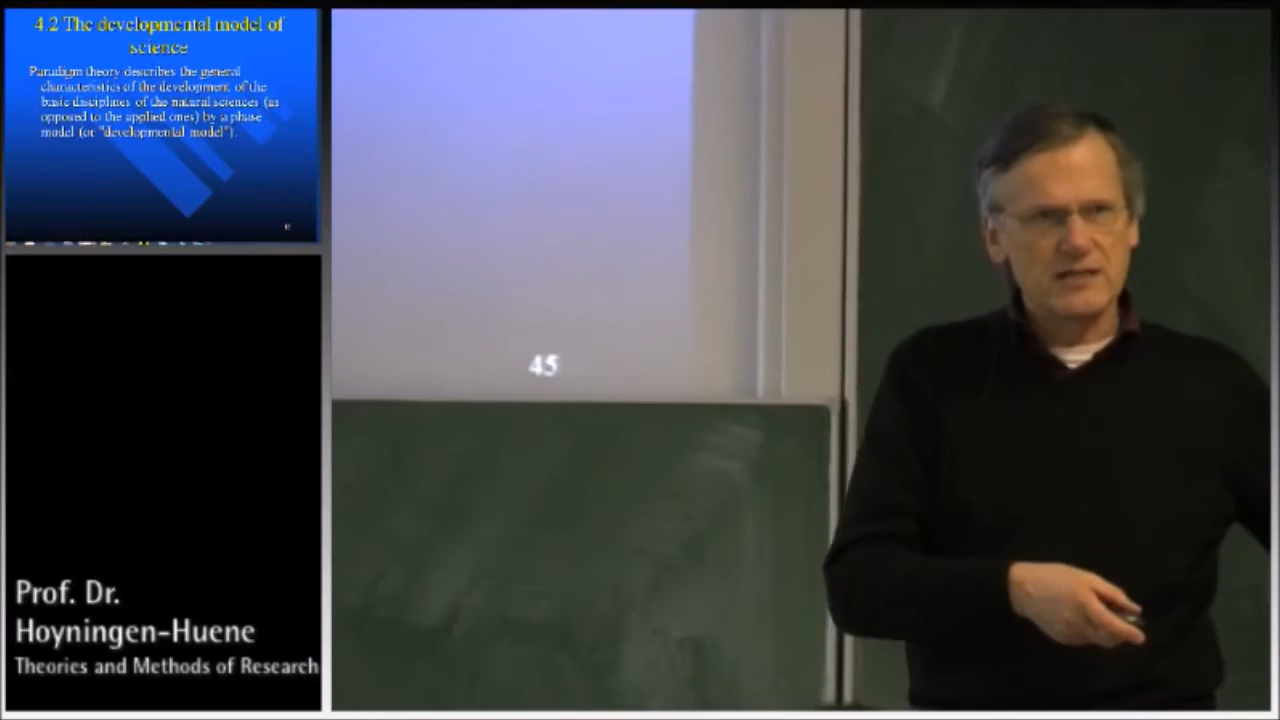 4.2 The developmental model of
science
Paradigm theory describes the general
characteristics of the development of the
basic disciplines of the natural sciences (as
opposed to the applied ones) by a phase
model (or "developmental model").
45
Prof. Dr.
Hoyningen-Huene
Theories and Methods of Research